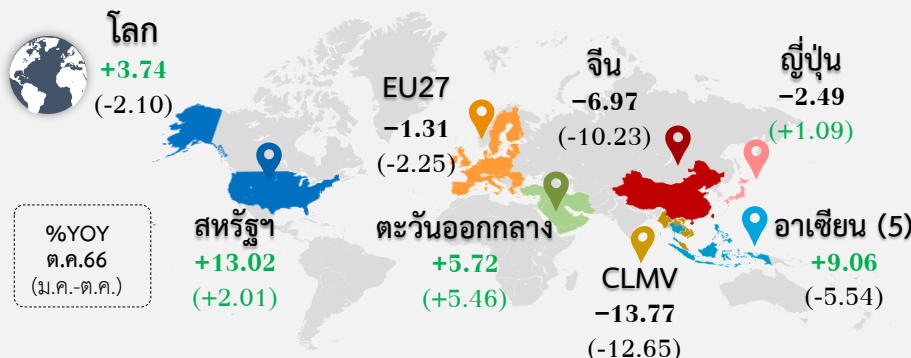 โลก
+3.74
(-2.10)
EU27
−1.31
(-2.25)
จีน
−6.97
(-10.23)
ญี่ปุ่น
−2.49
(+1.09)
%YOY
ต.ค.66
(ม.ค.-ต.ค.)
สหรัฐฯ
+13.02
(+2.01)
ตะวันออกกลาง
+5.72
(+5.46)
CLMV
−13.77
(-12.65)
อาเซียน (5)
+9.06
(-5.54)